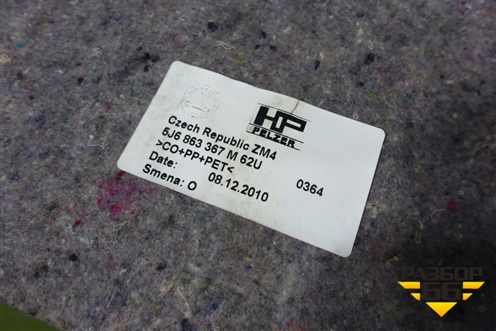 HP
PELZER
Czech Republic ZM4
5J6 863 367 M 62U
>CO+PP+PET<
0364
Date: 08.12.2010
Smena: O
РАЗБОР
66